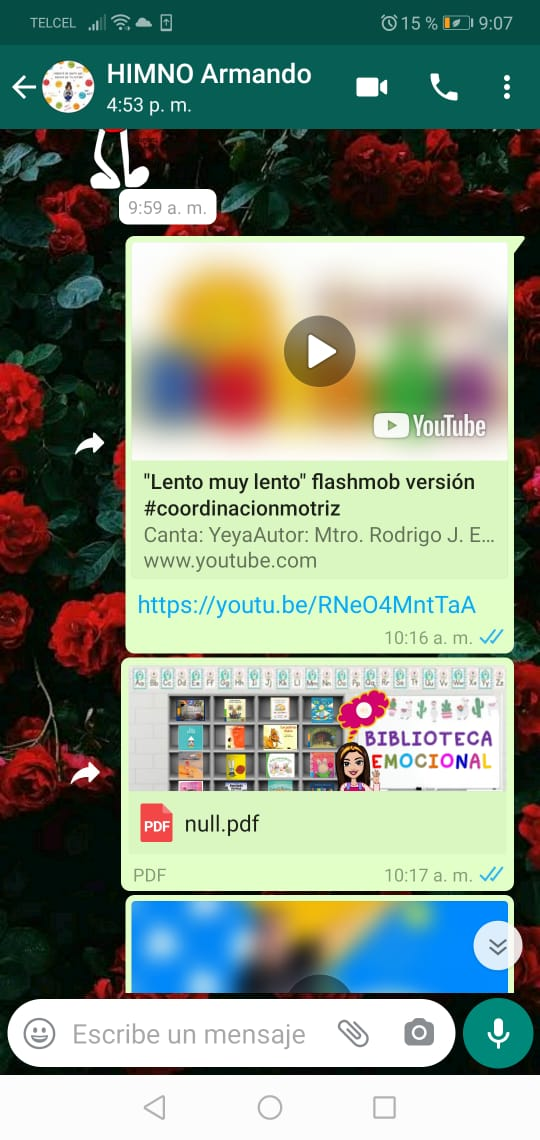 TELCEL
15 %
9:07
HIMNO Armando
4:53 p. m.
9:59 a. m.
YouTube
"Lento muy lento" flashmob versión
#coordinacionmotriz
Canta: YeyaAutor: Mtro. Rodrigo J. E...
www.youtube.com
https://youtu.be/RNeO4MntTaA
10:16 a. m.
BIBLIOTECA
EMOCIONAL
PDF
null.pdf
PDF
10:17 a. m.
Escribe un mensaje